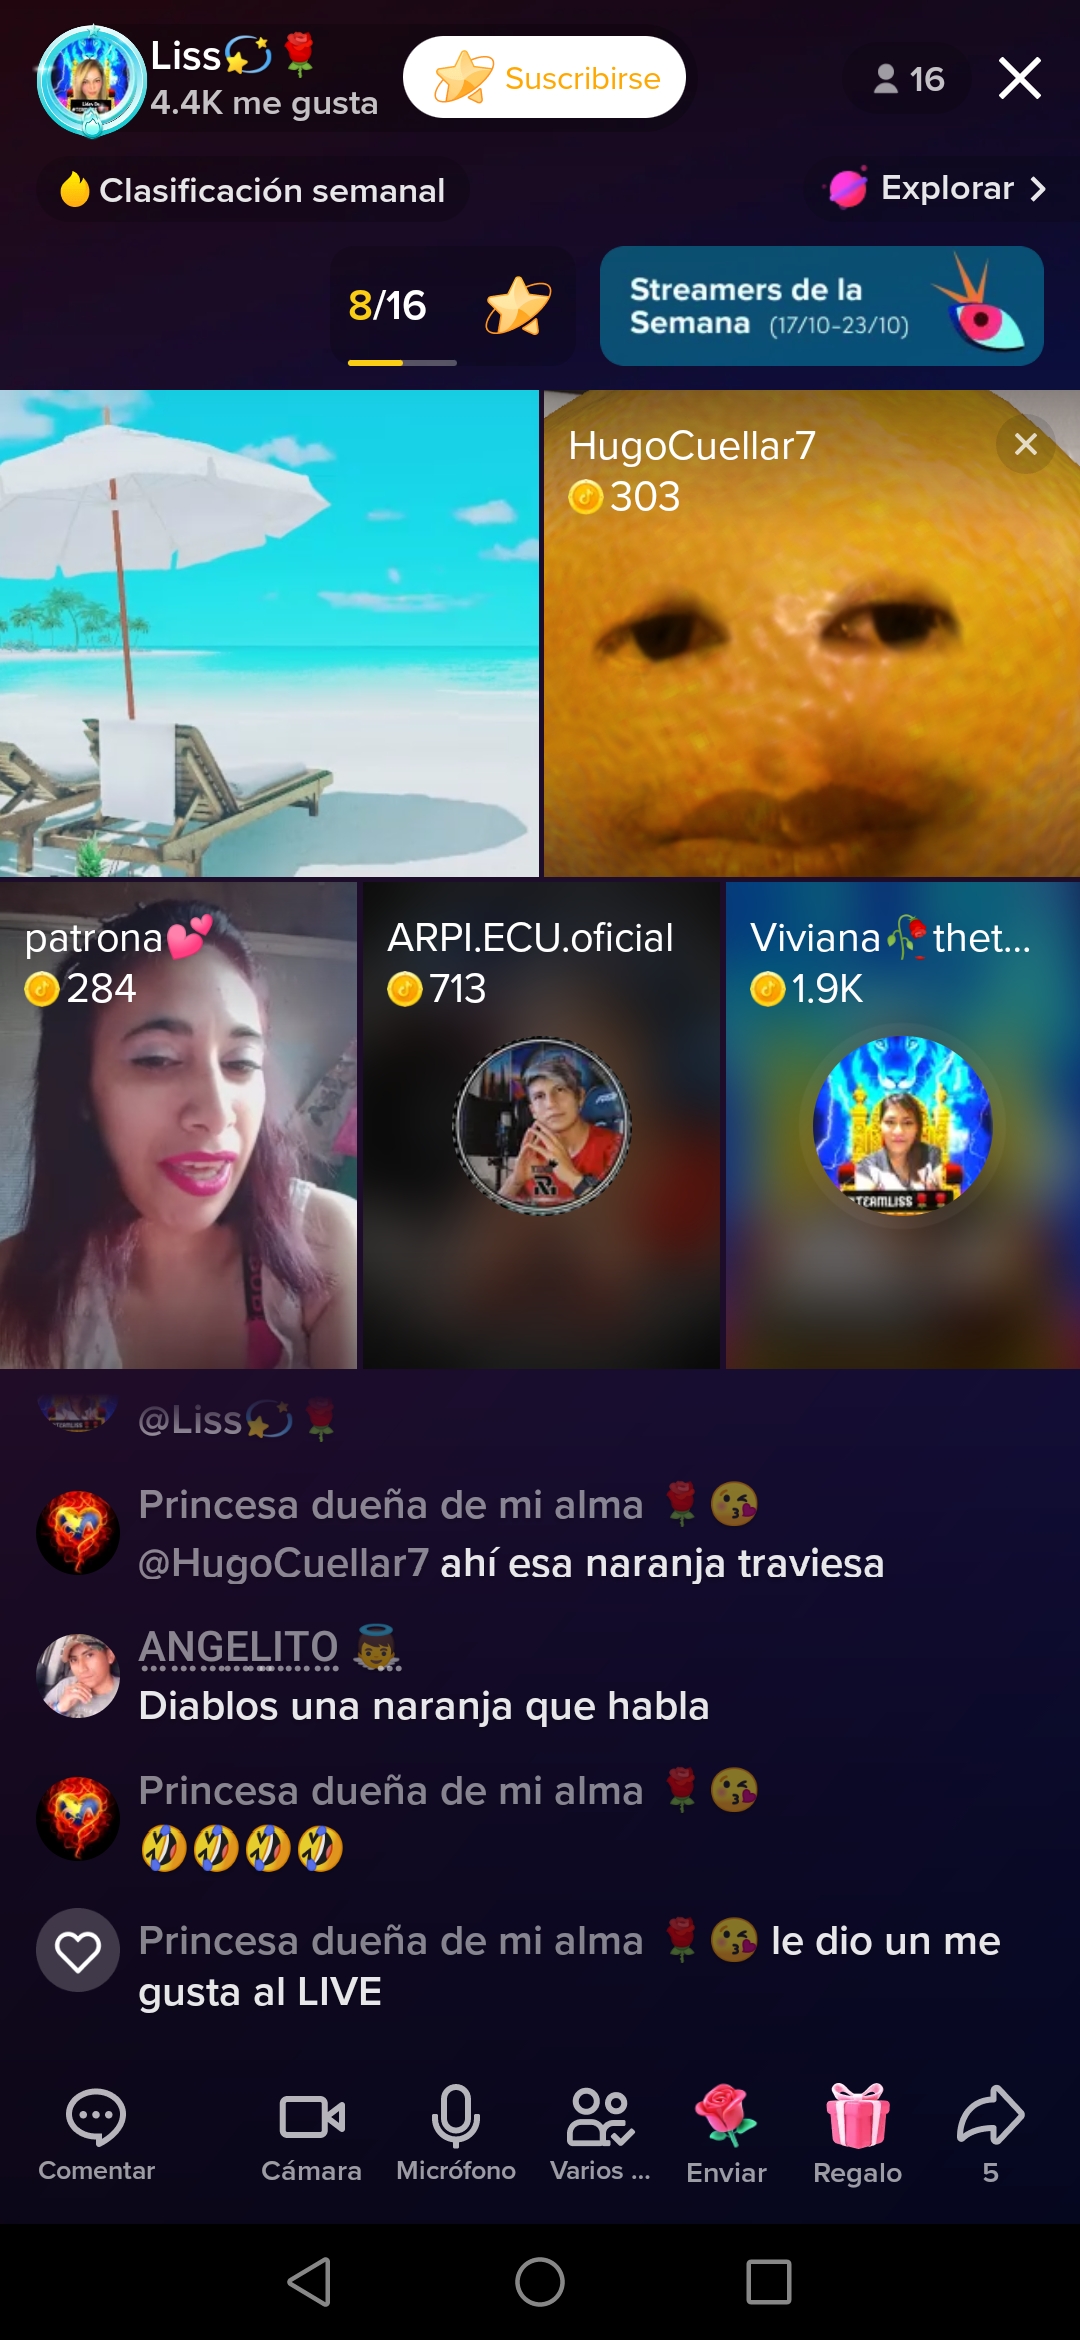 Liss💫🌹
4.4K me gusta
Suscribirse
16
Clasificación semanal
Explorar
8/16
Streamers de la
Semana (17/10-23/10)
HugoCuellar7
303
patrona💕
284
ARPI.ECU.oficial
713
Viviana🥀thet...
1.9K
#TEAMLISS
@Liss💫🌹
Princesa dueña de mi alma 🌹😘
@HugoCuellar7 ahí esa naranja traviesa
ANGELITO 👼
Diablos una naranja que habla
Princesa dueña de mi alma 🌹😘
🤣🤣🤣🤣
Princesa dueña de mi alma 🌹😘 le dio un me
gusta al LIVE
Comentar
Cámara
Micrófono
Varios ...
Enviar
Regalo
5